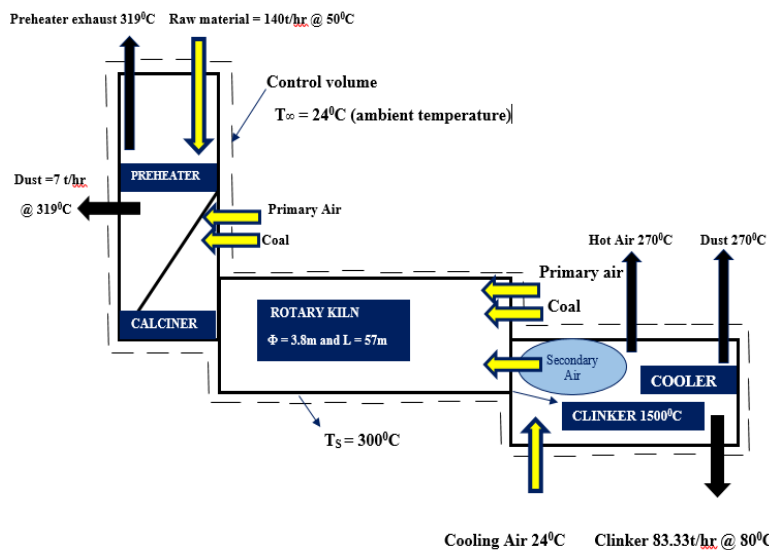 Preheater exhaust 319⁰C
Raw material = 140t/hr @ 50⁰C
Control volume
T∞ = 24⁰C (ambient temperature)
PREHEATER
Dust =7 t/hr
@ 319⁰C
Primary Air
Coal
Hot Air 270⁰C
Dust 270⁰C
Primary air
Coal
CALCINER
ROTARY KILN
Φ = 3.8m and L = 57m
Secondary
Air
COOLER
CLINKER 1500⁰C
TS = 300⁰C
Cooling Air 24⁰C
Clinker 83.33t/hr @ 80⁰C